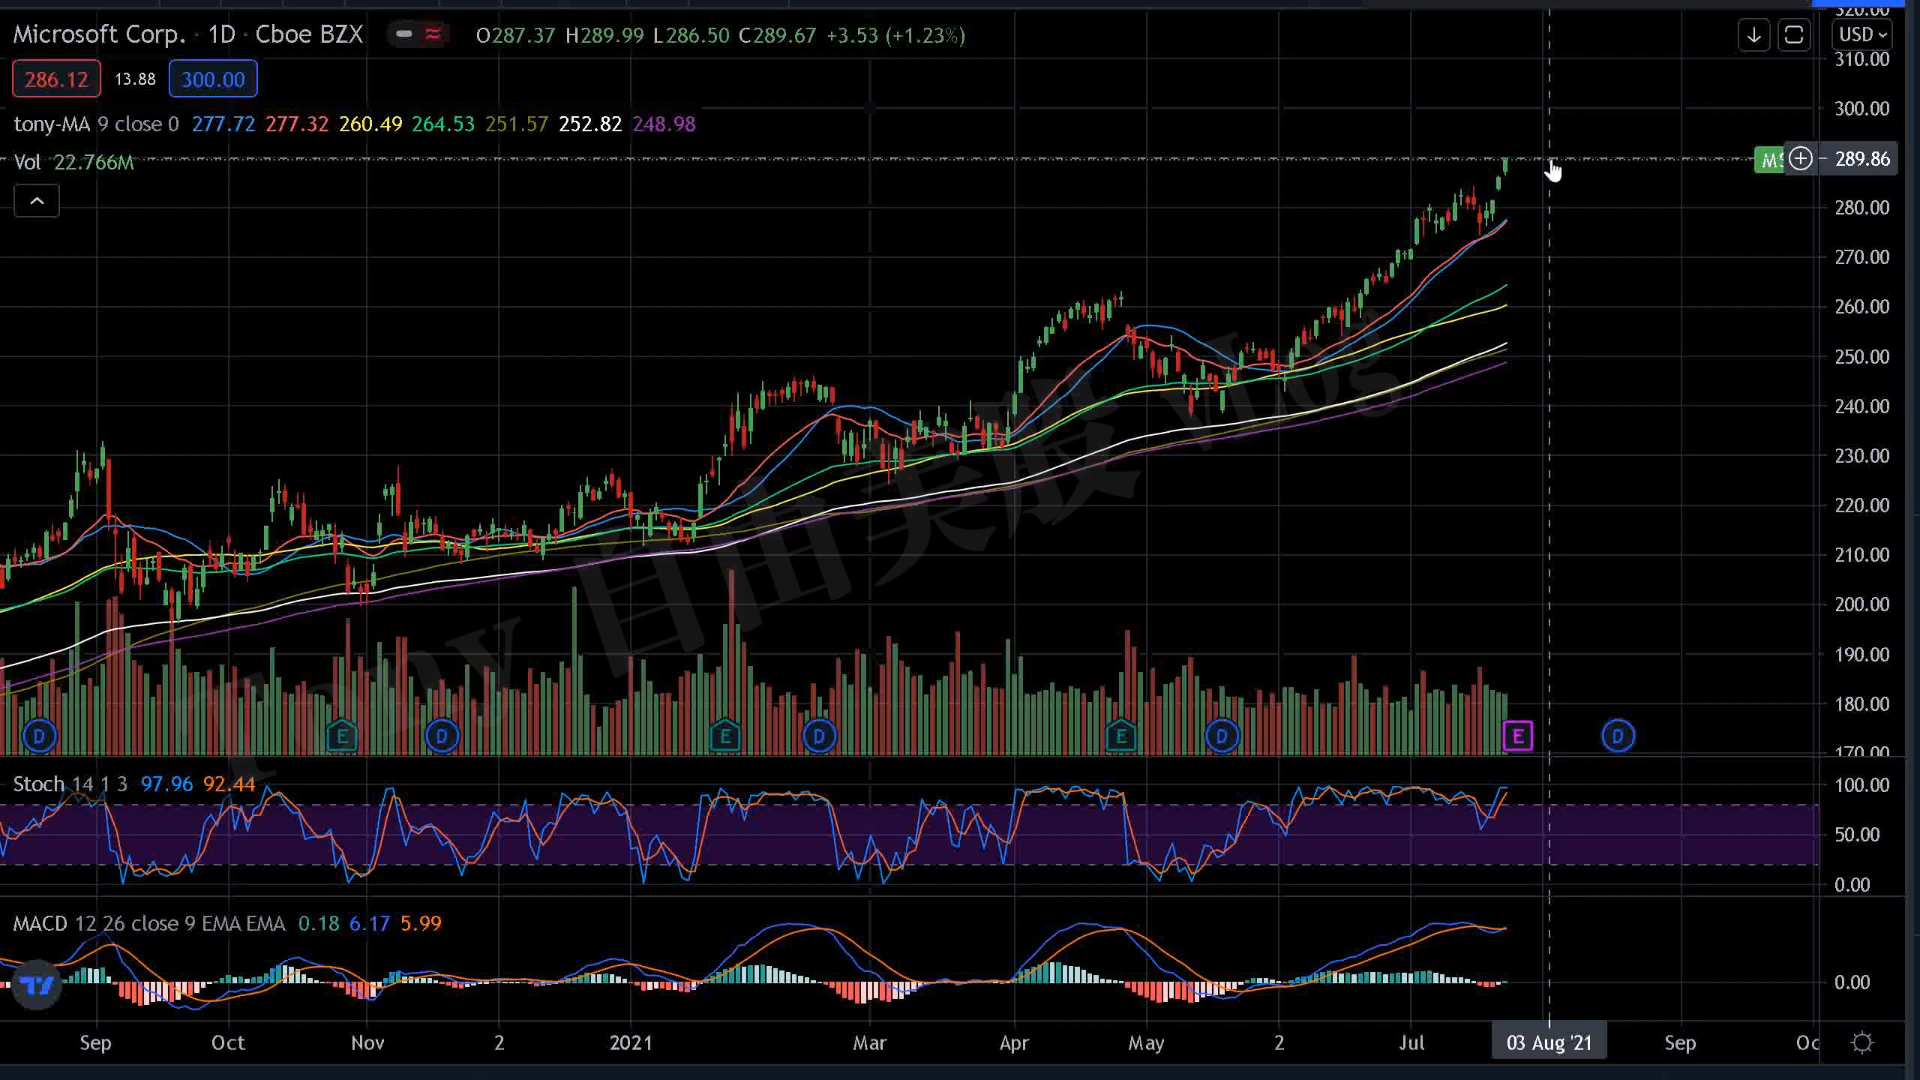 Microsoft Corp. · 1D · Cboe BZX O287.37 H289.99 L286.50 C289.67 +3.53 (+1.23%)
USD
286.12 13.88 300.00
tony-MA 9 close 0 277.72 277.32 260.49 264.53 251.57 252.82 248.98
Vol 22.766M
320.00
310.00
300.00
289.86
280.00
270.00
260.00
250.00
240.00
230.00
220.00
210.00
200.00
190.00
180.00
170.00
Tony 自由美股 vlog
D E D E D E D E D
Stoch 14 1 3 97.96 92.44
100.00
50.00
0.00
MACD 12 26 close 9 EMA EMA 0.18 6.17 5.99
0.00
Sep Oct Nov 2 2021 Mar Apr May 2 Jul 03 Aug '21 Sep